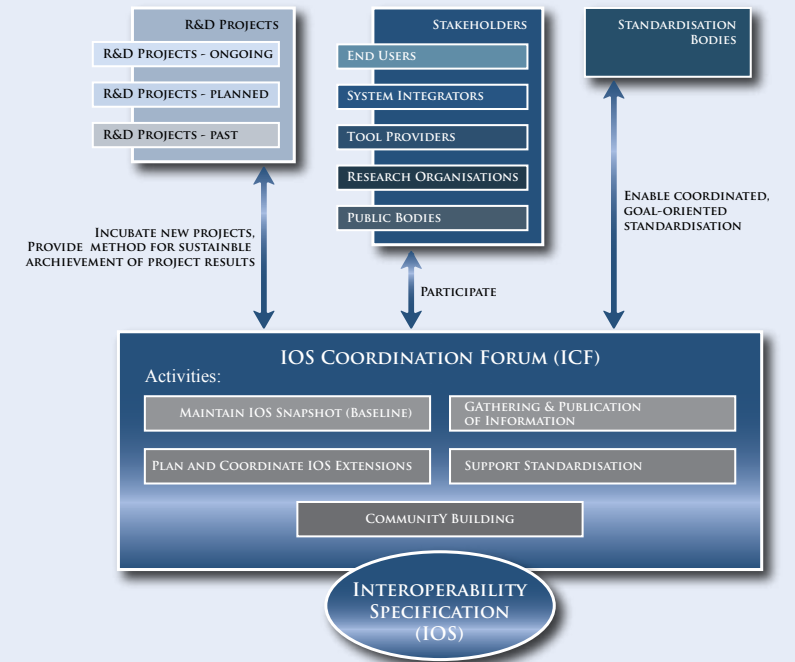 R&D Projects
R&D Projects - ongoing
R&D Projects - planned
R&D Projects - past
Stakeholders
End Users
System Integrators
Tool Providers
Research Organisations
Public Bodies
Standardisation
Bodies
Incubate new projects,
Provide method for sustainble
archievement of project results
Participate
Enable coordinated,
goal-oriented
standardisation
IOS Coordination Forum (ICF)
Activities:
Maintain IOS Snapshot (Baseline)
GAthering & Publication
of Information
Plan and Coordinate IOS Extensions
Support Standardisation
CommunitY Building
Interoperability
Specification
(IOS)